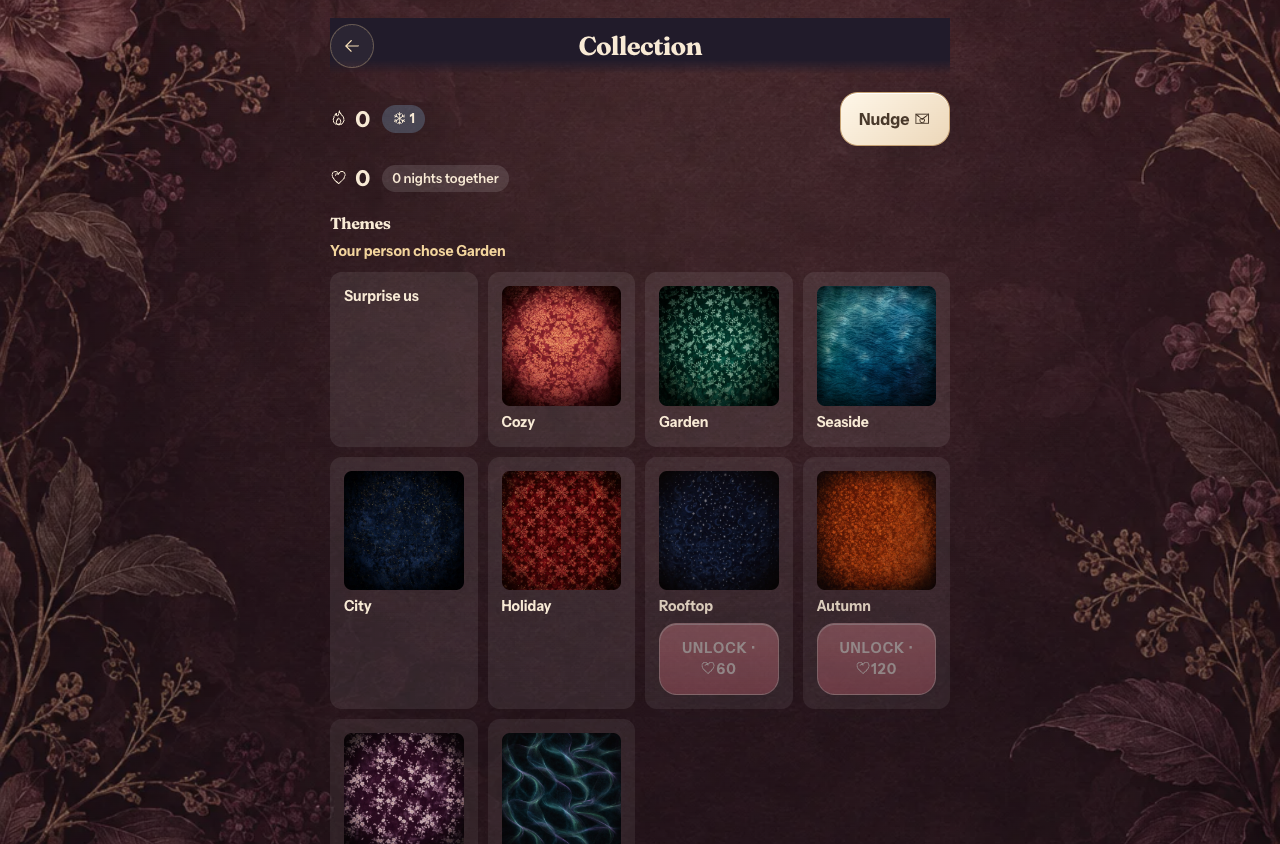 Collection
0
1
Nudge
0
0 nights together
Themes
Your person chose Garden
Surprise us
Cozy
Garden
Seaside
City
Holiday
Rooftop
Autumn
UNLOCK ·
♡60
UNLOCK ·
♡120